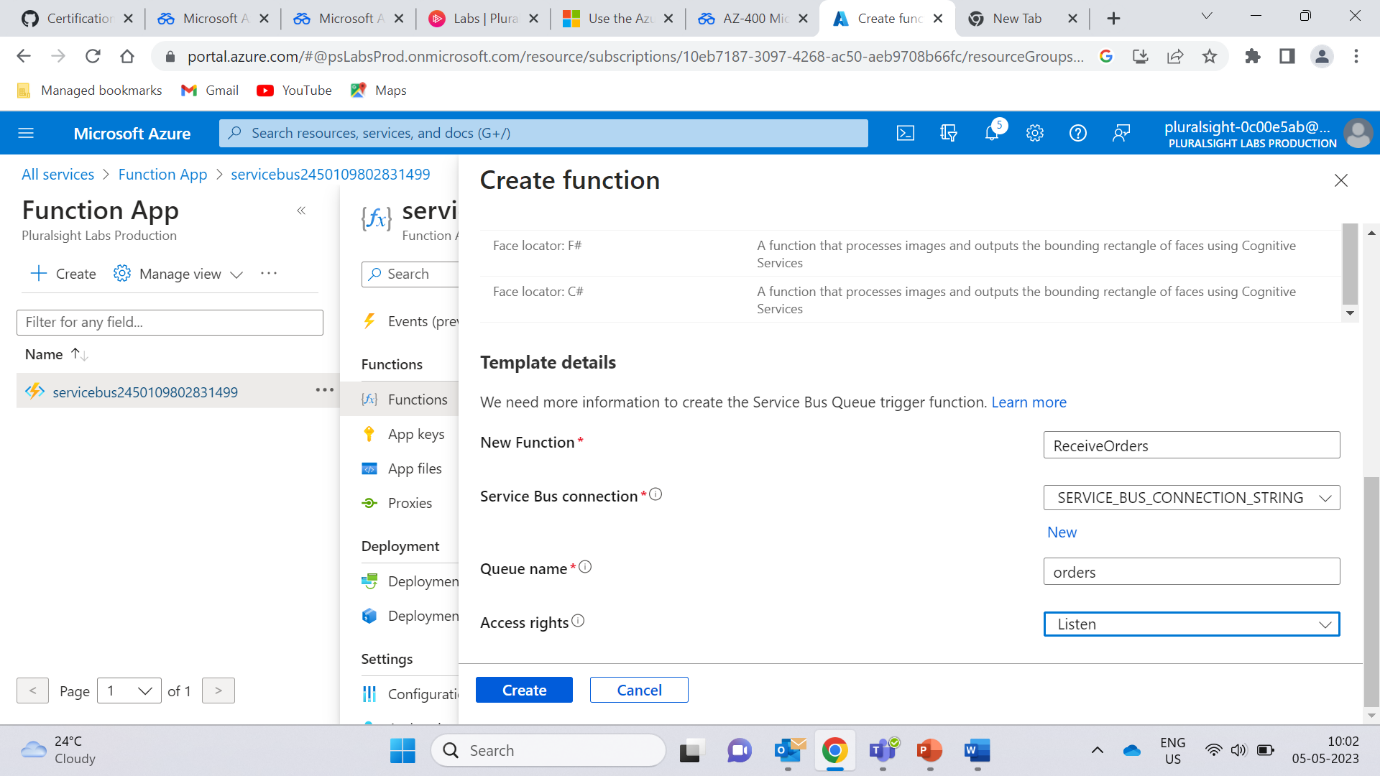 Certification
Microsoft A
Microsoft A
Labs | Plura
Use the Az
AZ-400 Mic
Create func
New Tab
portal.azure.com/#@psLabsProd.onmicrosoft.com/resource/subscriptions/10eb7187-3097-4268-ac50-aeb9708b66fc/resourceGroups...
Managed bookmarks
Gmail
YouTube
Maps
Microsoft Azure
Search resources, services, and docs (G+/)
5
pluralsight-0c00e5ab@...
PLURALSIGHT LABS PRODUCTION
All services > Function App > servicebus2450109802831499
Function App
Pluralsight Labs Production
Create
Manage view
Filter for any field...
Name
servicebus2450109802831499
< Page 1 of 1 >
{fx} servi
Function A
Search
Events (prev
Functions
Functions
App keys
App files
Proxies
Deployment
Deploymen
Deploymen
Settings
Configurati
Create function
Face locator: F#
A function that processes images and outputs the bounding rectangle of faces using Cognitive
Services
Face locator: C#
A function that processes images and outputs the bounding rectangle of faces using Cognitive
Services
Template details
We need more information to create the Service Bus Queue trigger function. Learn more
New Function *
ReceiveOrders
Service Bus connection *
SERVICE_BUS_CONNECTION_STRING
New
Queue name *
orders
Access rights
Listen
Create
Cancel
24°C
Cloudy
Search
ENG
US
10:02
05-05-2023